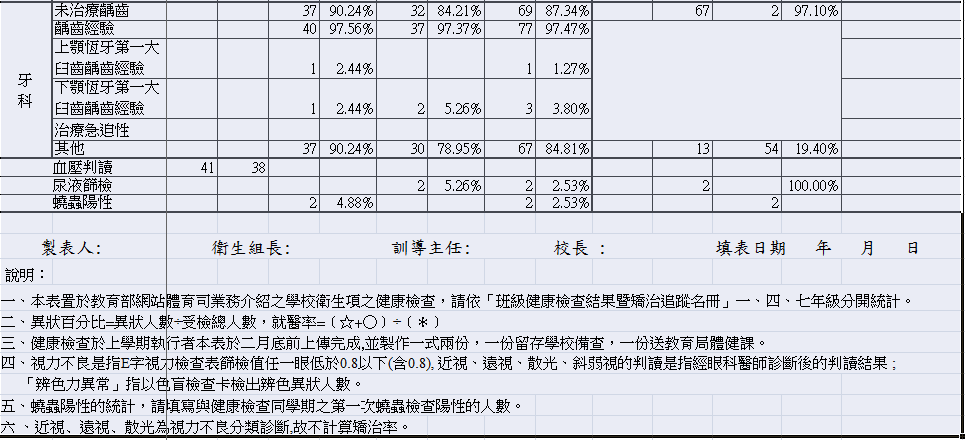 未治療齲齒 37 90.24% 32 84.21% 69 87.34% 67 2 97.10%
齲齒經驗 40 97.56% 37 97.37% 77 97.47%
上顎恆牙第一大
臼齒齲齒經驗 1 2.44% 1 1.27%
牙科
下顎恆牙第一大
臼齒齲齒經驗 1 2.44% 2 5.26% 3 3.80%
治療急迫性
其他 37 90.24% 30 78.95% 67 84.81% 13 54 19.40%
血壓判讀 41 38
尿液篩檢 2 5.26% 2 2.53% 2 100.00%
蟯蟲陽性 2 4.88% 2 2.53% 2
製表人: 衛生組長: 訓導主任: 校長 : 填表日期 年 月 日
說明：
一、本表置於教育部網站體育司業務介紹之學校衛生項之健康檢查，請依「班級健康檢查結果暨矯治追蹤名冊」一、四、七年級分開統計。
二、異狀百分比=異狀人數÷受檢總人數，就醫率=﹝☆+○﹞÷﹝＊﹞
三、健康檢查於上學期執行者本表於二月底前上傳完成,並製作一式兩份，一份留存學校備查，一份送教育局體健課。
四、視力不良是指E字視力檢查表篩檢值任一眼低於0.8以下(含0.8), 近視、遠視、散光、斜弱視的判讀是指經眼科醫師診斷後的判讀結果；
「辨色力異常」指以色盲檢查卡檢出辨色異狀人數。
五、蟯蟲陽性的統計，請填寫與健康檢查同學期之第一次蟯蟲檢查陽性的人數。
六 、近視、遠視、散光為視力不良分類診斷,故不計算矯治率。